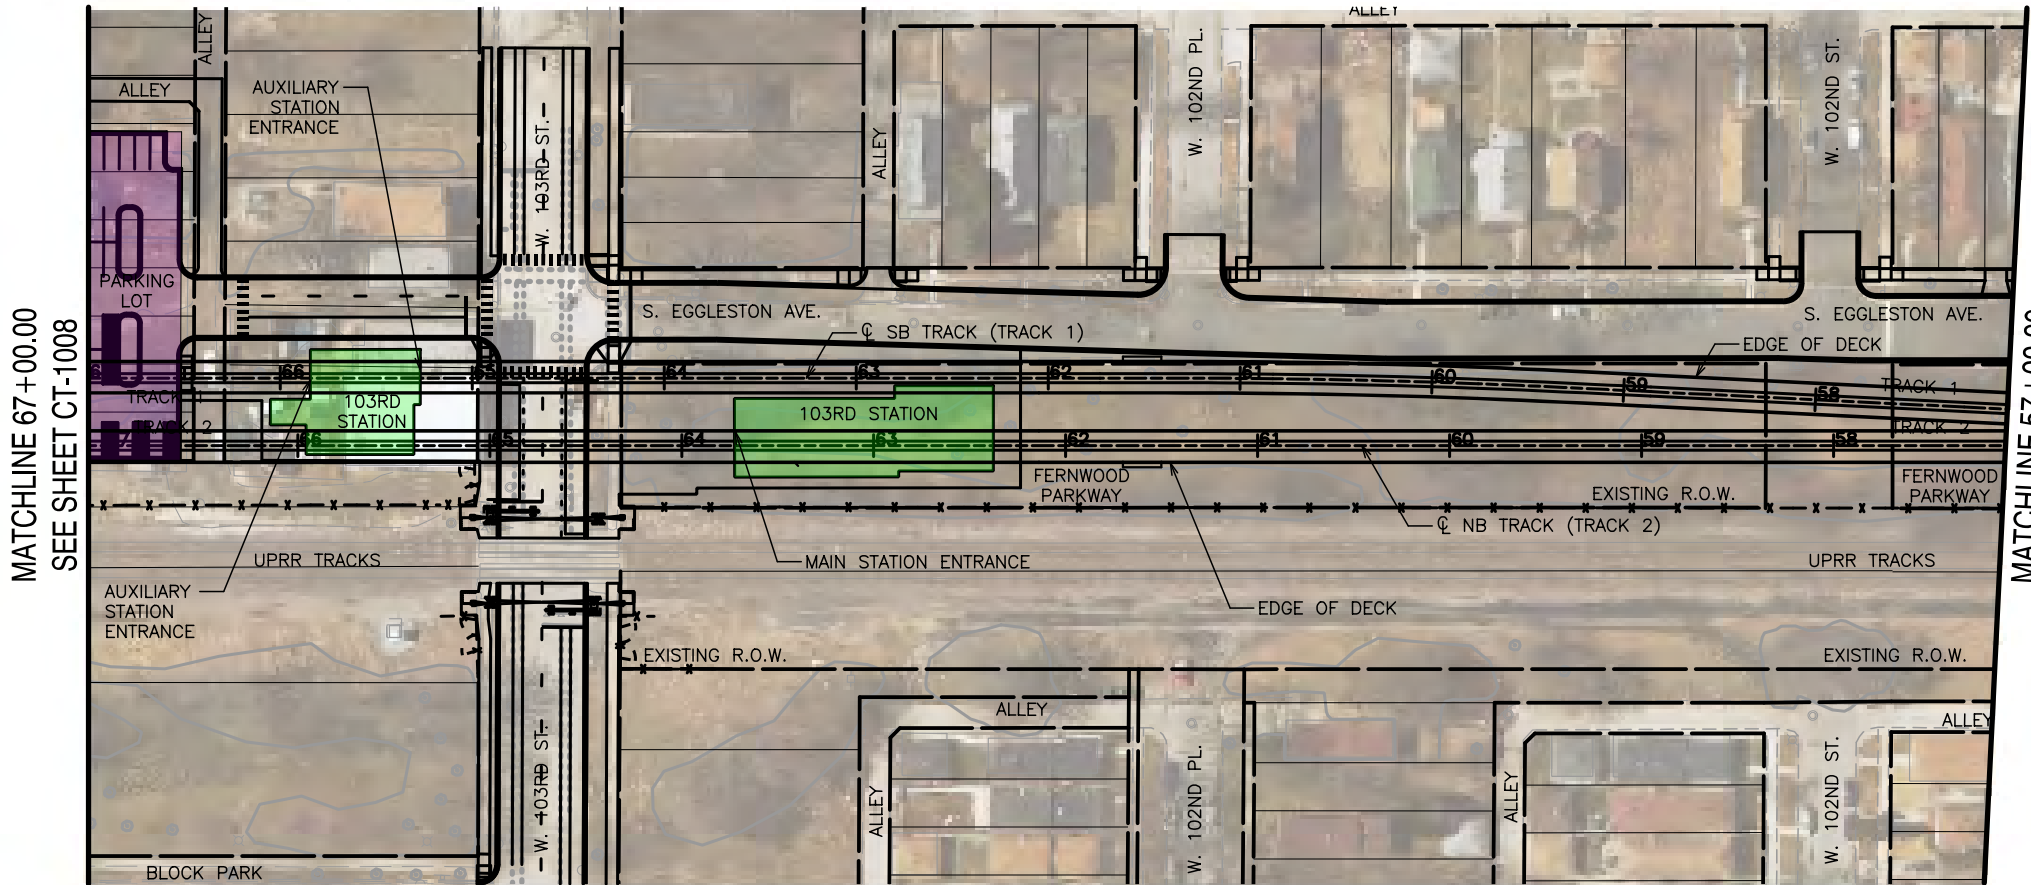 ALLEY
ALLEY
ALLEY
AUXILIARY
STATION
ENTRANCE
W. 103RD ST.
ALLEY
W. 102ND PL.
W. 102ND ST.
PARKING
LOT
S. EGGLESTON AVE.
S. EGGLESTON AVE.
℄ SB TRACK (TRACK 1)
EDGE OF DECK
MATCHLINE 67+00.00
SEE SHEET CT-1008
66
65
64
63
62
61
60
59
58
TRACK 1
TRACK 1
103RD
STATION
103RD STATION
TRACK 2
TRACK 2
66
65
64
63
62
61
60
59
58
FERNWOOD
PARKWAY
EXISTING R.O.W.
FERNWOOD
PARKWAY
℄ NB TRACK (TRACK 2)
UPRR TRACKS
MAIN STATION ENTRANCE
UPRR TRACKS
AUXILIARY
STATION
ENTRANCE
EDGE OF DECK
EXISTING R.O.W.
EXISTING R.O.W.
ALLEY
ALLEY
W. 103RD ST.
ALLEY
W. 102ND PL.
ALLEY
W. 102ND ST.
BLOCK PARK
MATCHLINE